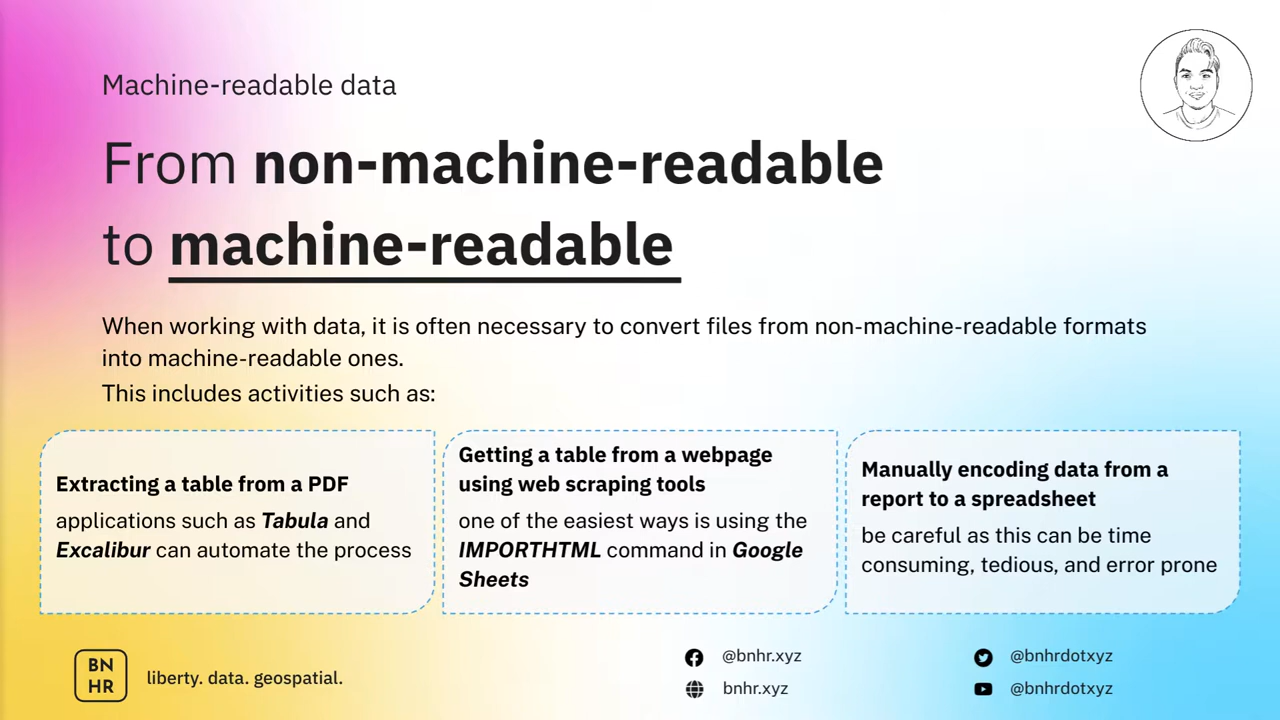 Machine-readable data
From non-machine-readable
to machine-readable
When working with data, it is often necessary to convert files from non-machine-readable formats
into machine-readable ones.
This includes activities such as:
Extracting a table from a PDF
applications such as Tabula and
Excalibur can automate the process
Getting a table from a webpage
using web scraping tools
one of the easiest ways is using the
IMPORTHTML command in Google
Sheets
Manually encoding data from a
report to a spreadsheet
be careful as this can be time
consuming, tedious, and error prone
BN
HR
liberty. data. geospatial.
@bnhr.xyz
bnhr.xyz
@bnhrdotxyz
@bnhrdotxyz